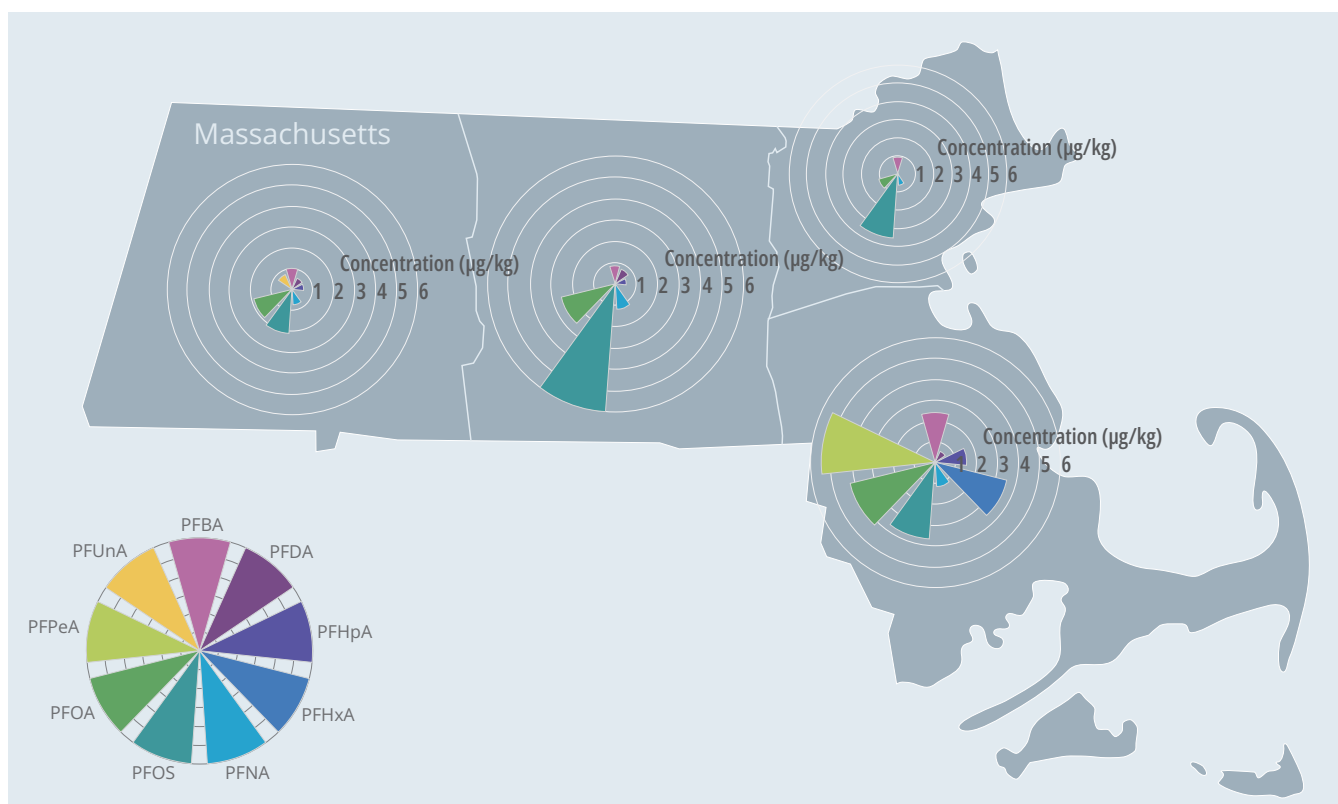 Massachusetts
Concentration (µg/kg)
1 2 3 4 5 6
Concentration (µg/kg)
1 2 3 4 5 6
Concentration (µg/kg)
1 2 3 4 5 6
Concentration (µg/kg)
1 2 3 4 5 6
PFBA
PFUnA
PFDA
PFPeA
PFHpA
PFOA
PFHxA
PFOS
PFNA